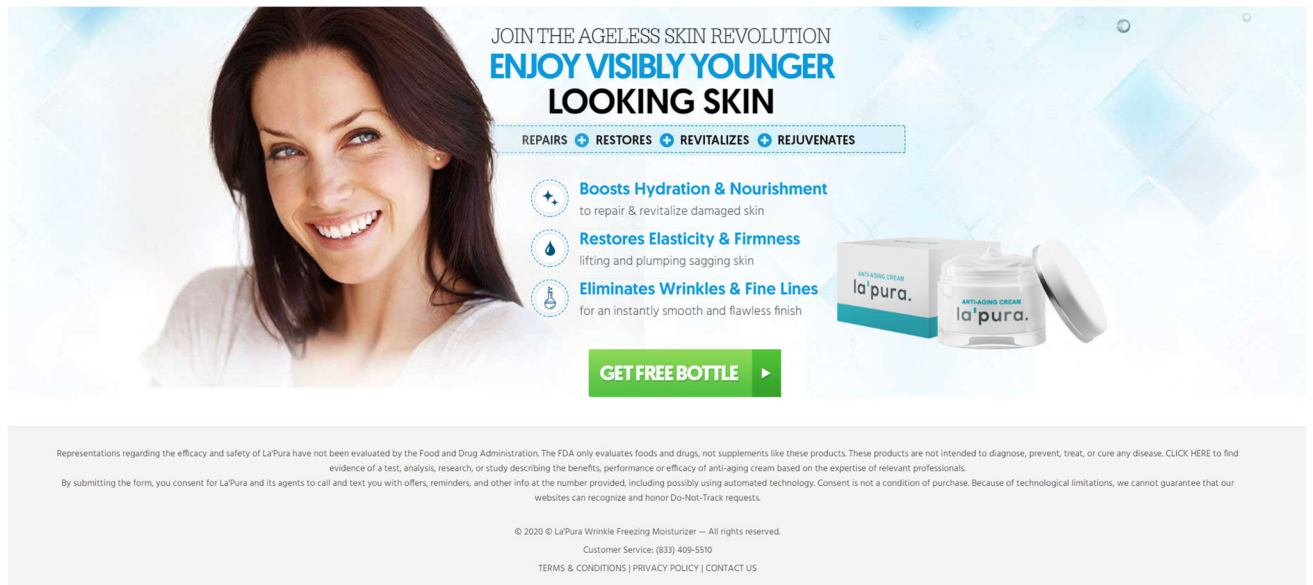 JOIN THE AGELESS SKIN REVOLUTION
ENJOY VISIBLY YOUNGER
LOOKING SKIN
REPAIRS + RESTORES + REVITALIZES + REJUVENATES
Boosts Hydration & Nourishment
to repair & revitalize damaged skin
Restores Elasticity & Firmness
lifting and plumping sagging skin
Eliminates Wrinkles & Fine Lines
for an instantly smooth and flawless finish
ANTI-AGING CREAM
la'pura.
ANTI-AGING CREAM
la'pura.
GET FREE BOTTLE
Representations regarding the efficacy and safety of La'Pura have not been evaluated by the Food and Drug Administration. The FDA only evaluates foods and drugs, not supplements like these products. These products are not intended to diagnose, prevent, treat, or cure any disease. CLICK HERE to find
evidence of a test, analysis, research, or study describing the benefits, performance or efficacy of anti-aging cream based on the expertise of relevant professionals.
By submitting the form, you consent for La'Pura and its agents to call and text you with offers, reminders, and other info at the number provided, including possibly using automated technology. Consent is not a condition of purchase. Because of technological limitations, we cannot guarantee that our
websites can recognize and honor Do-Not-Track requests.
© 2020 © La'Pura Wrinkle Freezing Moisturizer — All rights reserved.
Customer Service: (833) 409-5510
TERMS & CONDITIONS | PRIVACY POLICY | CONTACT US